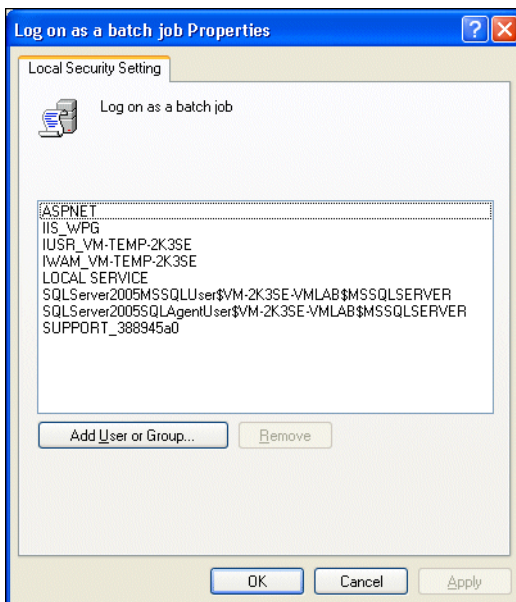 Log on as a batch job Properties
?
Local Security Setting
Log on as a batch job
ASPNET
IIS_WPG
IUSR_VM-TEMP-2K3SE
IWAM_VM-TEMP-2K3SE
LOCAL SERVICE
SQLServer2005MSSQLUser$VM-2K3SE-VMLAB$MSSQLSERVER
SQLServer2005SQLAgentUser$VM-2K3SE-VMLAB$MSSQLSERVER
SUPPORT_388945a0
Add User or Group... Remove
OK Cancel Apply